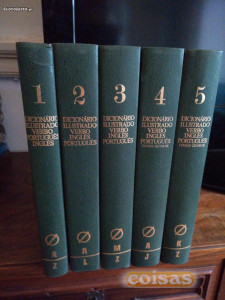 1
DICIONÁRIO
ILUSTRADO
VERBO
PORTUGUÊS
INGLÊS
A
Z
2
DICIONÁRIO
ILUSTRADO
VERBO
INGLÊS
PORTUGUÊS
A
L
3
DICIONÁRIO
ILUSTRADO
VERBO
INGLÊS
PORTUGUÊS
M
Z
4
DICIONÁRIO
ILUSTRADO
VERBO
INGLÊS
PORTUGUÊS
A
J
5
DICIONÁRIO
ILUSTRADO
VERBO
INGLÊS
PORTUGUÊS
K
Z
coisas